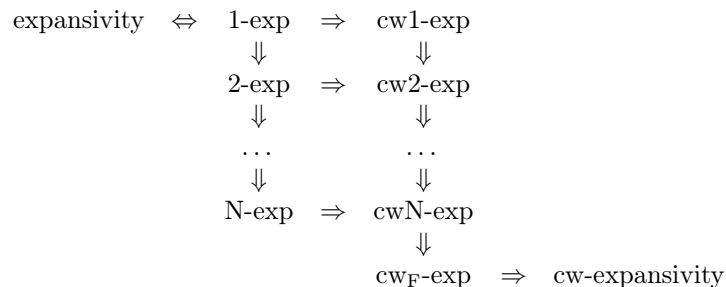 expansivity ⇔ 1-exp ⇒ cw1-exp
⇓ ⇓
2-exp ⇒ cw2-exp
⇓ ⇓
... ...
⇓ ⇓
N-exp ⇒ cwN-exp
⇓
cw_F-exp ⇒ cw-expansivity